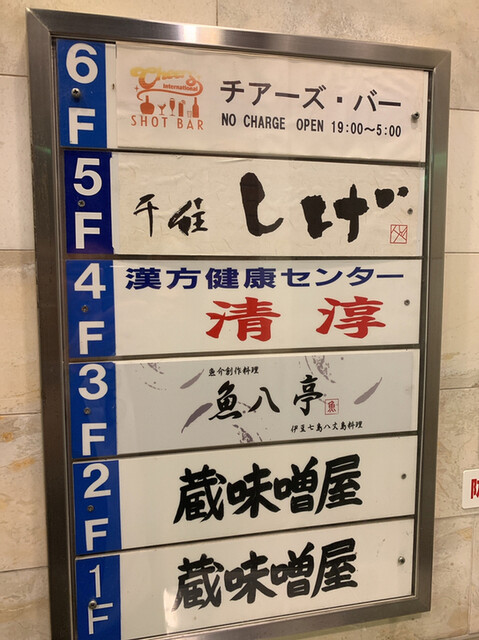 6F
Cheers
International
SHOT BAR
チアーズ・バー
NO CHARGE OPEN 19:00〜5:00
5F
千住 しげ
4F
漢方健康センター
清淳
3F
魚介創作料理
魚八亭
魚
伊豆七島八丈島料理
2F
蔵味噌屋
1F
蔵味噌屋